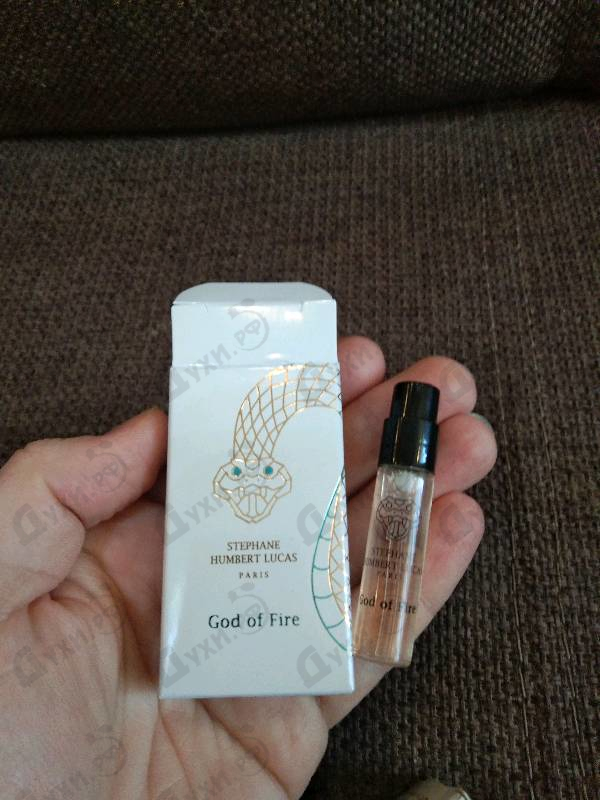 STEPHANE
HUMBERT LUCAS
PARIS
God of Fire
STEPHANE
HUMBERT LUCAS
PARIS
God of Fire
Духи.рф